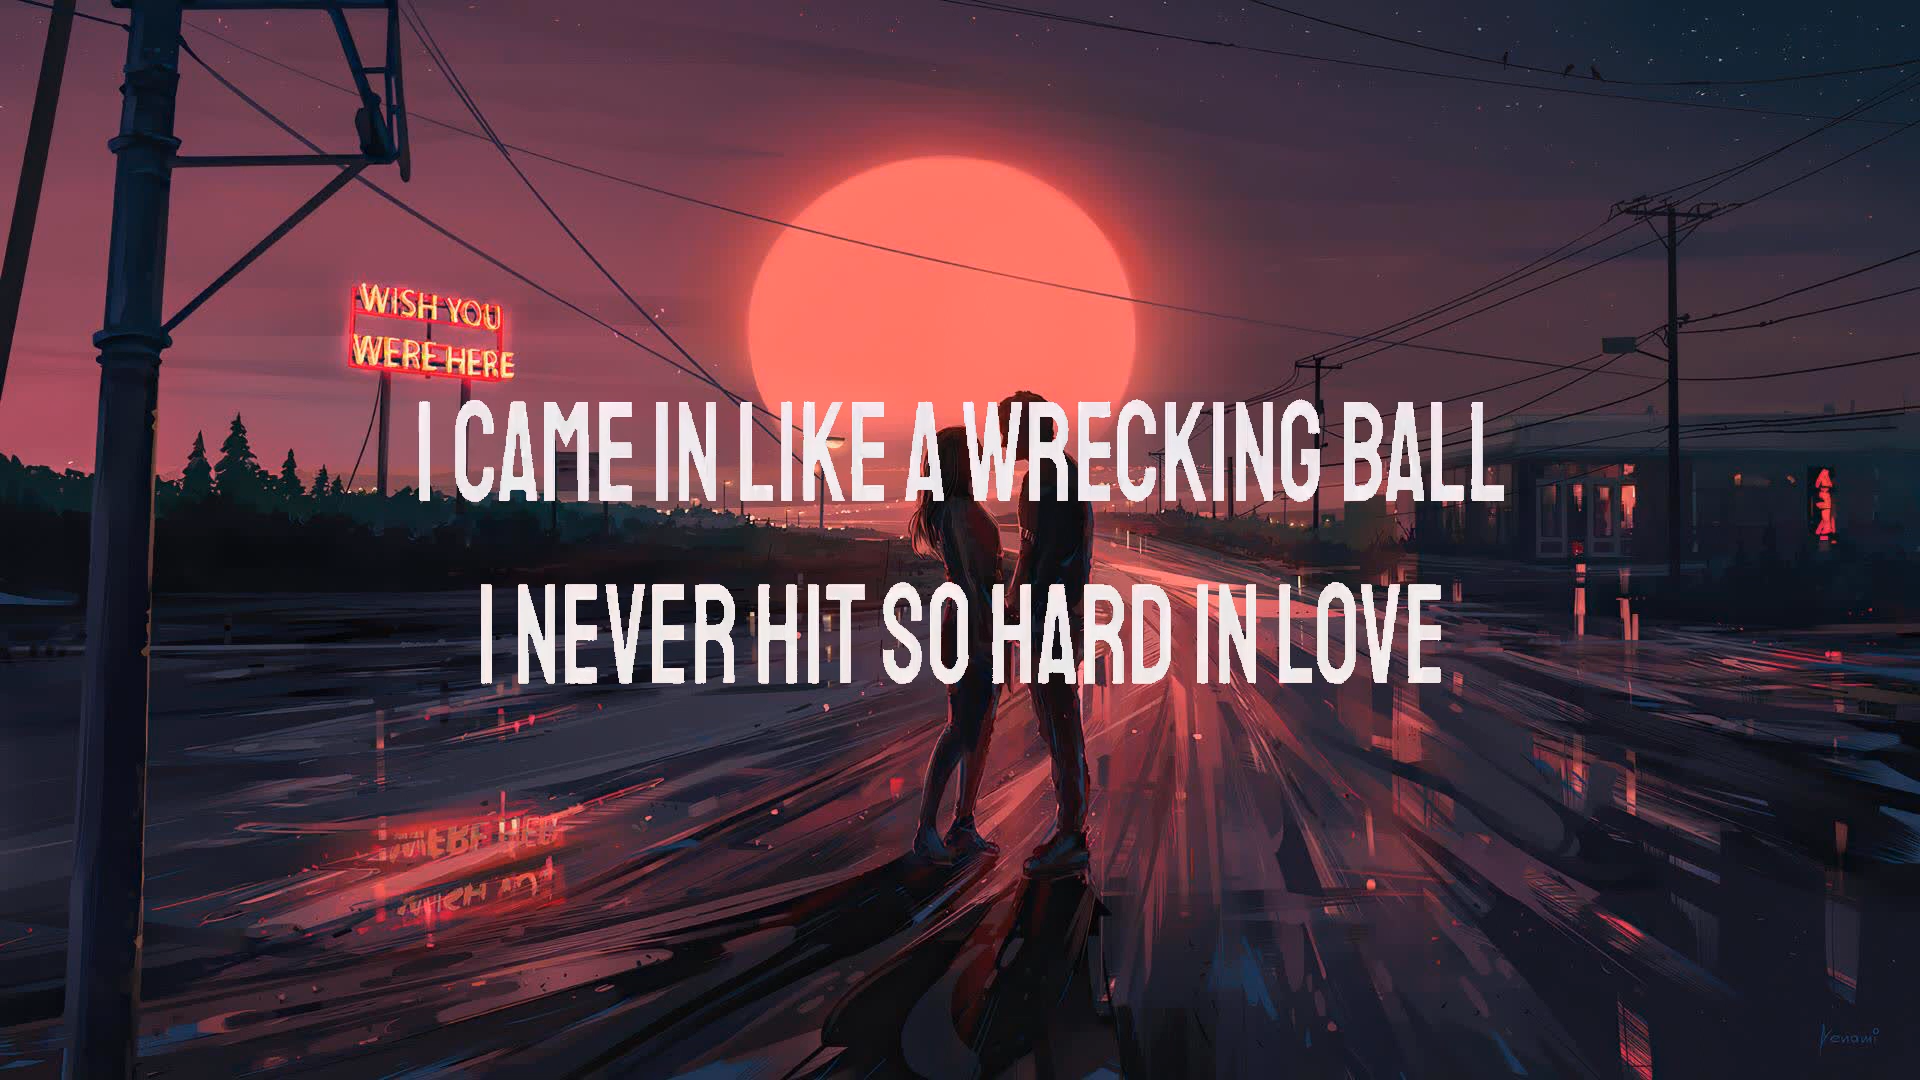 WISH YOU
WERE HERE
I CAME IN LIKE A WRECKING BALL
I NEVER HIT SO HARD IN LOVE